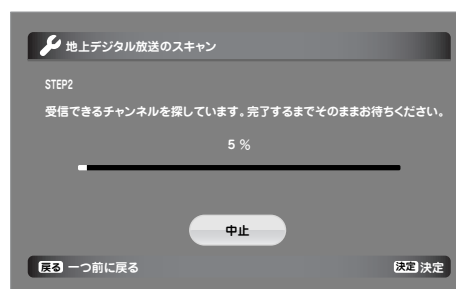 地上デジタル放送のスキャン
STEP2
受信できるチャンネルを探しています。完了するまでそのままお待ちください。
5 %
中止
戻る 一つ前に戻る
決定 決定